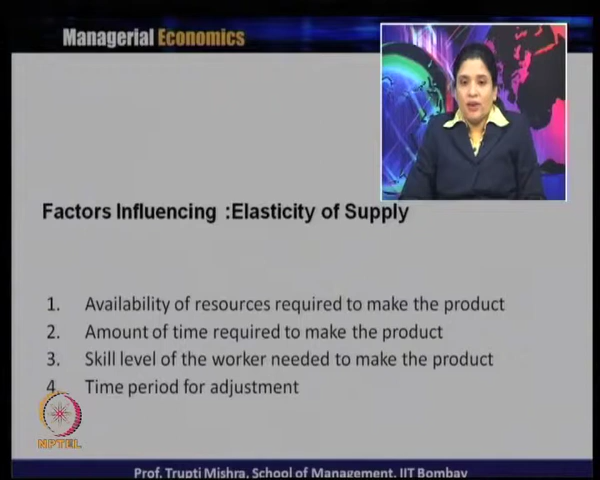 Managerial Economics
Factors Influencing :Elasticity of Supply
1. Availability of resources required to make the product
2. Amount of time required to make the product
3. Skill level of the worker needed to make the product
4. Time period for adjustment
NPTEL
Prof. Trupti Mishra, School of Management, IIT Bombay